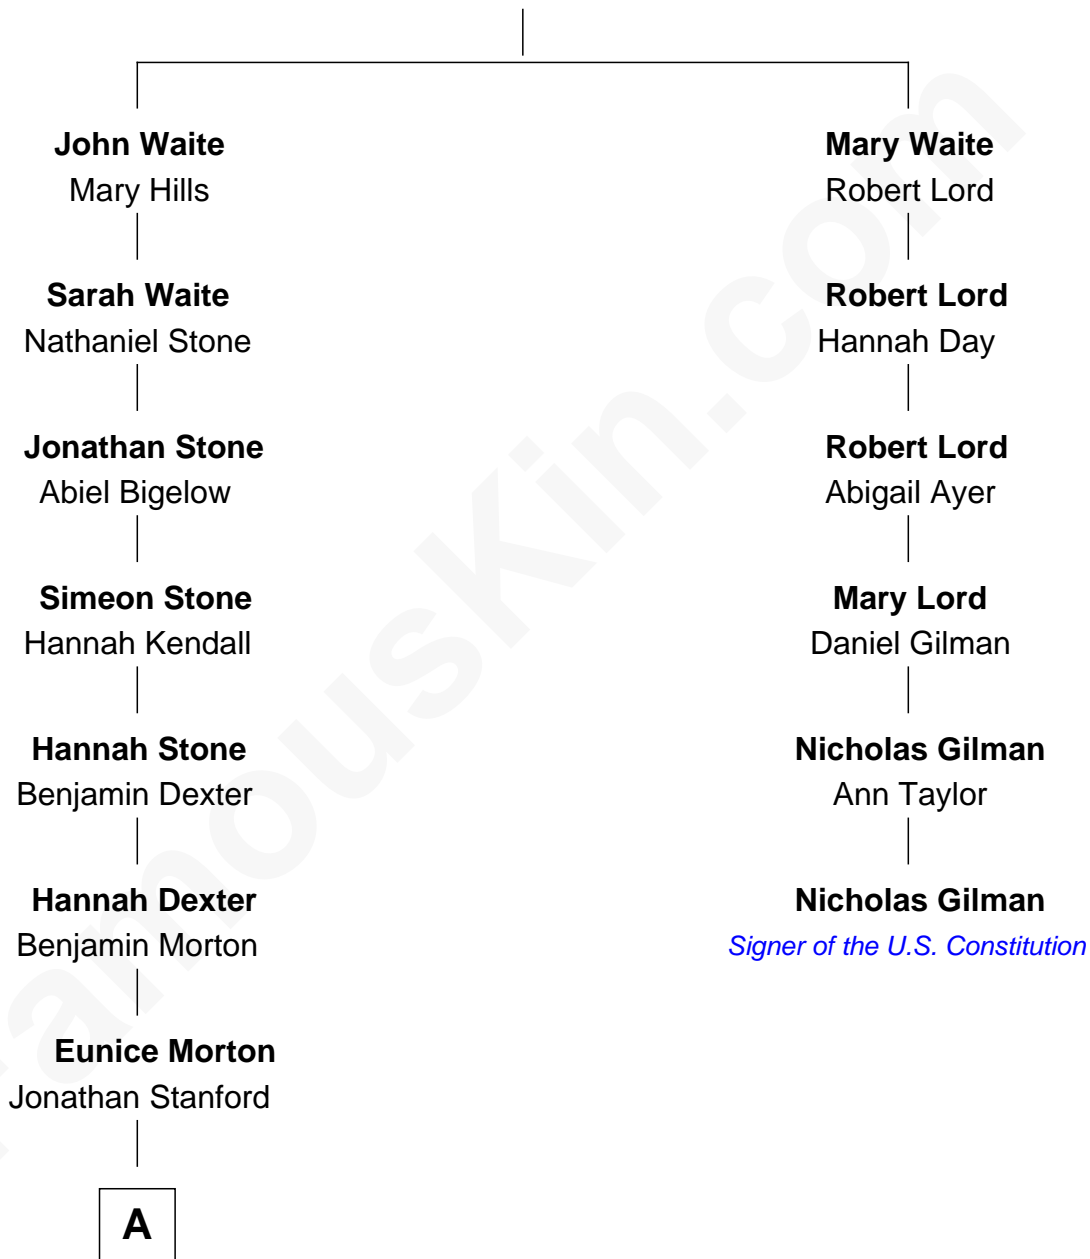 John Waite
Mary Hills
Sarah Waite
Nathaniel Stone
Jonathan Stone
Abiel Bigelow
Simeon Stone
Hannah Kendall
Hannah Stone
Benjamin Dexter
Hannah Dexter
Benjamin Morton
Eunice Morton
Jonathan Stanford
A
Mary Waite
Robert Lord
Robert Lord
Hannah Day
Robert Lord
Abigail Ayer
Mary Lord
Daniel Gilman
Nicholas Gilman
Ann Taylor
Nicholas Gilman
Signer of the U.S. Constitution
FamousKin.com